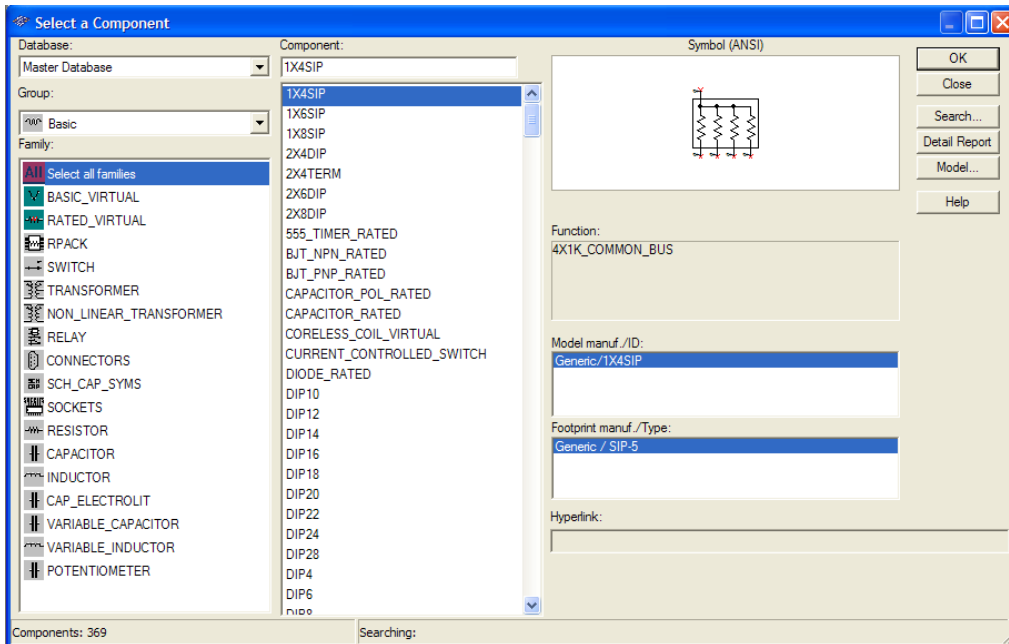 Select a Component
Database:
Master Database
Group:
Basic
Family:
All Select all families
BASIC_VIRTUAL
RATED_VIRTUAL
RPACK
SWITCH
TRANSFORMER
NON_LINEAR_TRANSFORMER
RELAY
CONNECTORS
SCH_CAP_SYMS
SOCKETS
RESISTOR
CAPACITOR
INDUCTOR
CAP_ELECTROLIT
VARIABLE_CAPACITOR
VARIABLE_INDUCTOR
POTENTIOMETER
Component:
1X4SIP
1X4SIP
1X6SIP
1X8SIP
2X4DIP
2X4TERM
2X6DIP
2X8DIP
555_TIMER_RATED
BJT_NPN_RATED
BJT_PNP_RATED
CAPACITOR_POL_RATED
CAPACITOR_RATED
CORELESS_COIL_VIRTUAL
CURRENT_CONTROLLED_SWITCH
DIODE_RATED
DIP10
DIP12
DIP14
DIP16
DIP18
DIP20
DIP22
DIP24
DIP28
DIP4
DIP6
DIP8
Symbol (ANSI)
Function:
4X1K_COMMON_BUS
Model manuf./ID:
Generic/1X4SIP
Footprint manuf./Type:
Generic / SIP-5
Hyperlink:
OK
Close
Search...
Detail Report
Model...
Help
Components: 369
Searching: